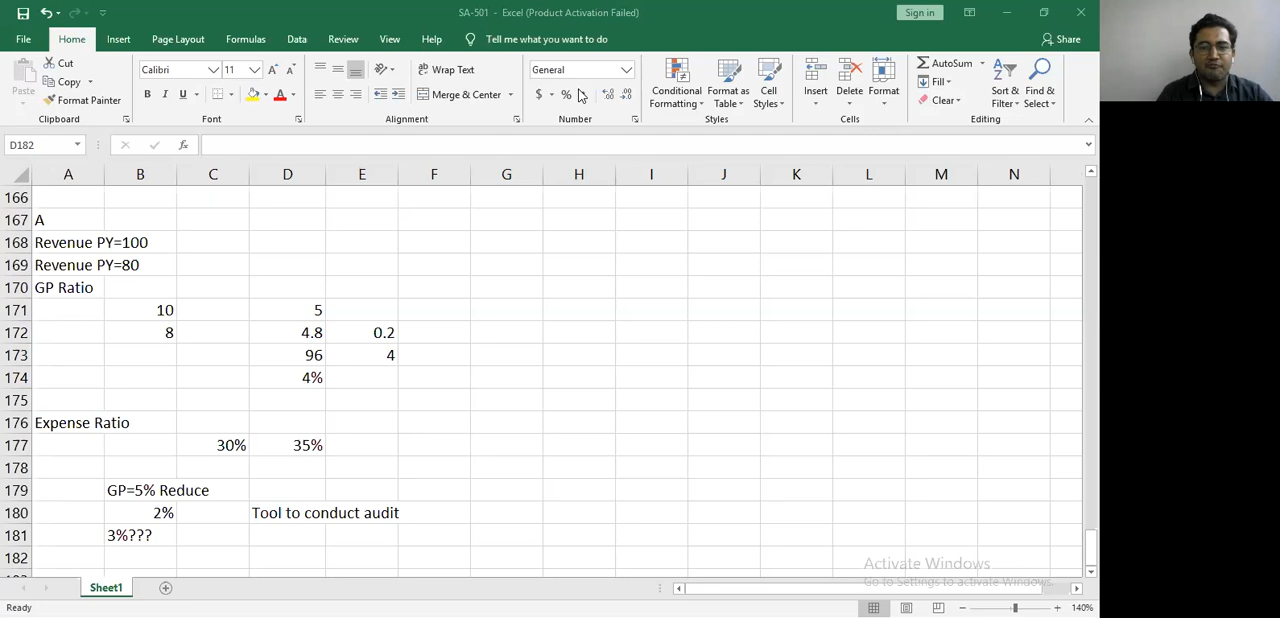 SA-501 - Excel (Product Activation Failed)
Sign in
File Home Insert Page Layout Formulas Data Review View Help Tell me what you want to do Share
Cut
Copy
Format Painter
Paste
Clipboard
Calibri 11
B I U
Font
Wrap Text
Merge & Center
Alignment
General
$ %
Number
Conditional Formatting
Format as Table
Cell Styles
Styles
Insert Delete Format
Cells
AutoSum
Fill
Clear
Sort & Filter
Find & Select
Editing
D182 fx
A B C D E F G H I J K L M N
166
167 A
168 Revenue PY=100
169 Revenue PY=80
170 GP Ratio
171 10 5
172 8 4.8 0.2
173 96 4
174 4%
175
176 Expense Ratio
177 30% 35%
178
179 GP=5% Reduce
180 2% Tool to conduct audit
181 3%???
182
Activate Windows
Go to Settings to activate Windows.
Sheet1
Ready
140%